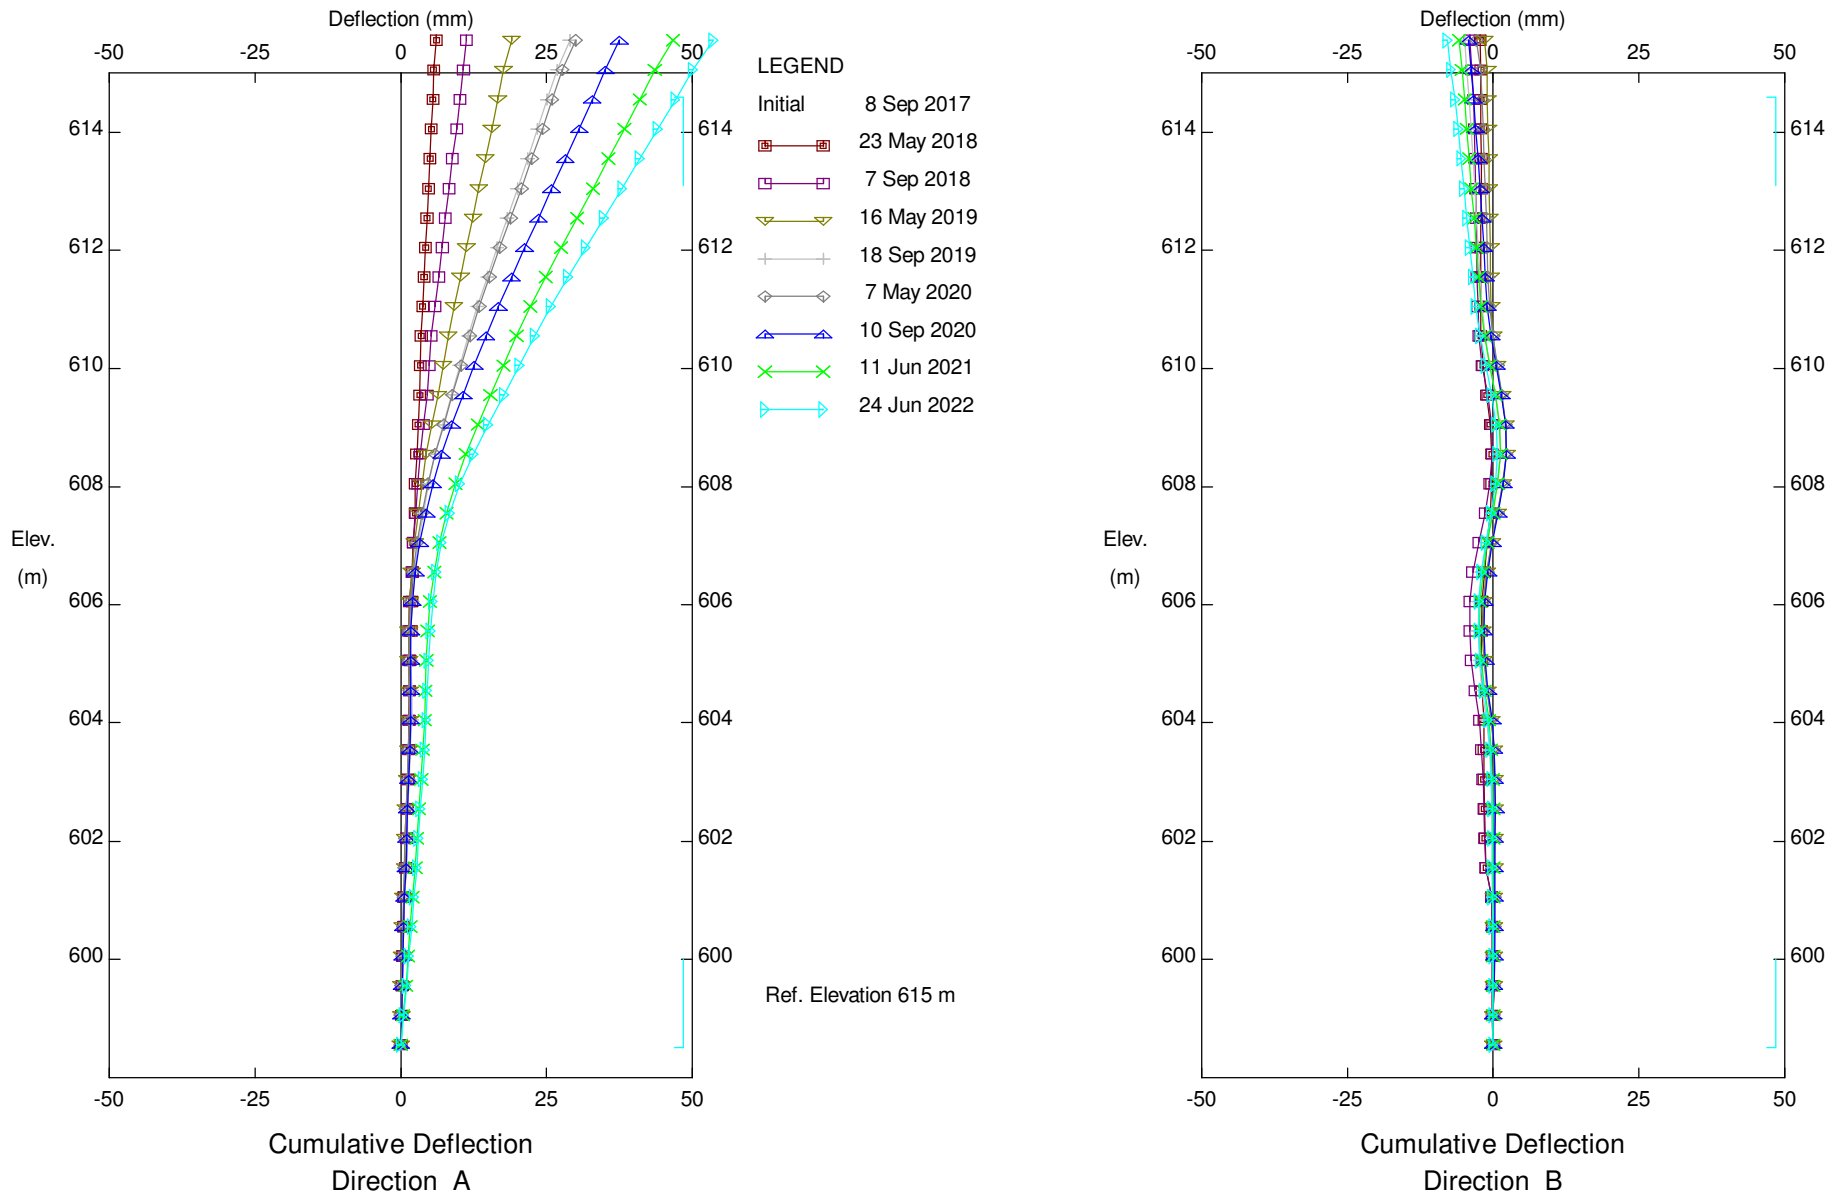 Deflection (mm)
-50 -25 0 25 50
614 614
612 612
610 610
608 608
606 606
604 604
602 602
600 600
Elev.
(m)
-50 -25 0 25 50
Cumulative Deflection
Direction A
LEGEND
Initial 8 Sep 2017
23 May 2018
7 Sep 2018
16 May 2019
18 Sep 2019
7 May 2020
10 Sep 2020
11 Jun 2021
24 Jun 2022
Ref. Elevation 615 m
Deflection (mm)
-50 -25 0 25 50
614 614
612 612
610 610
608 608
606 606
604 604
602 602
600 600
Elev.
(m)
-50 -25 0 25 50
Cumulative Deflection
Direction B